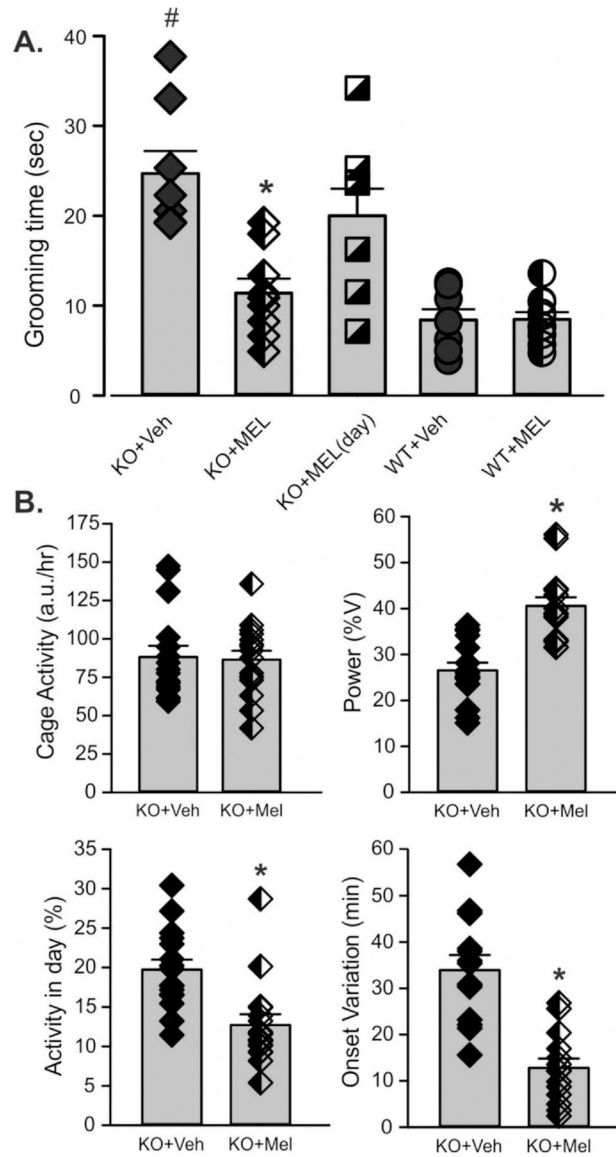 A.
#
*
Grooming time (sec)
40
30
20
10
0
KO+Veh
KO+MEL
KO+MEL(day)
WT+Veh
WT+MEL
B.
Cage Activity (a.u./hr)
175
150
125
100
75
50
25
0
KO+Veh KO+Mel
*
Power (%V)
60
50
40
30
20
10
0
KO+Veh KO+Mel
*
Activity in day (%)
35
30
25
20
15
10
5
0
KO+Veh KO+Mel
*
Onset Variation (min)
60
50
40
30
20
10
0
KO+Veh KO+Mel